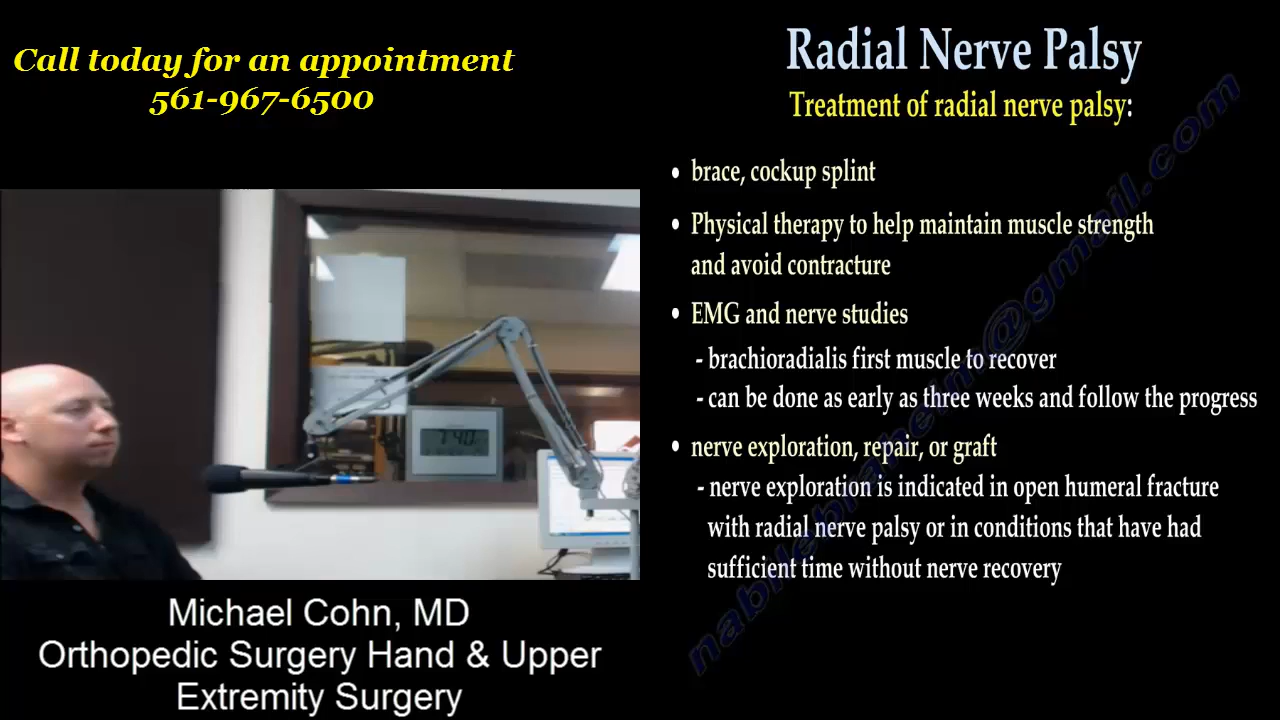 Call today for an appointment
561-967-6500
Michael Cohn, MD
Orthopedic Surgery Hand & Upper
Extremity Surgery
Radial Nerve Palsy
Treatment of radial nerve palsy:
• brace, cockup splint
• Physical therapy to help maintain muscle strength
and avoid contracture
• EMG and nerve studies
- brachioradialis first muscle to recover
- can be done as early as three weeks and follow the progress
• nerve exploration, repair, or graft
- nerve exploration is indicated in open humeral fracture
with radial nerve palsy or in conditions that have had
sufficient time without nerve recovery
nabilebraheim@gmail.com